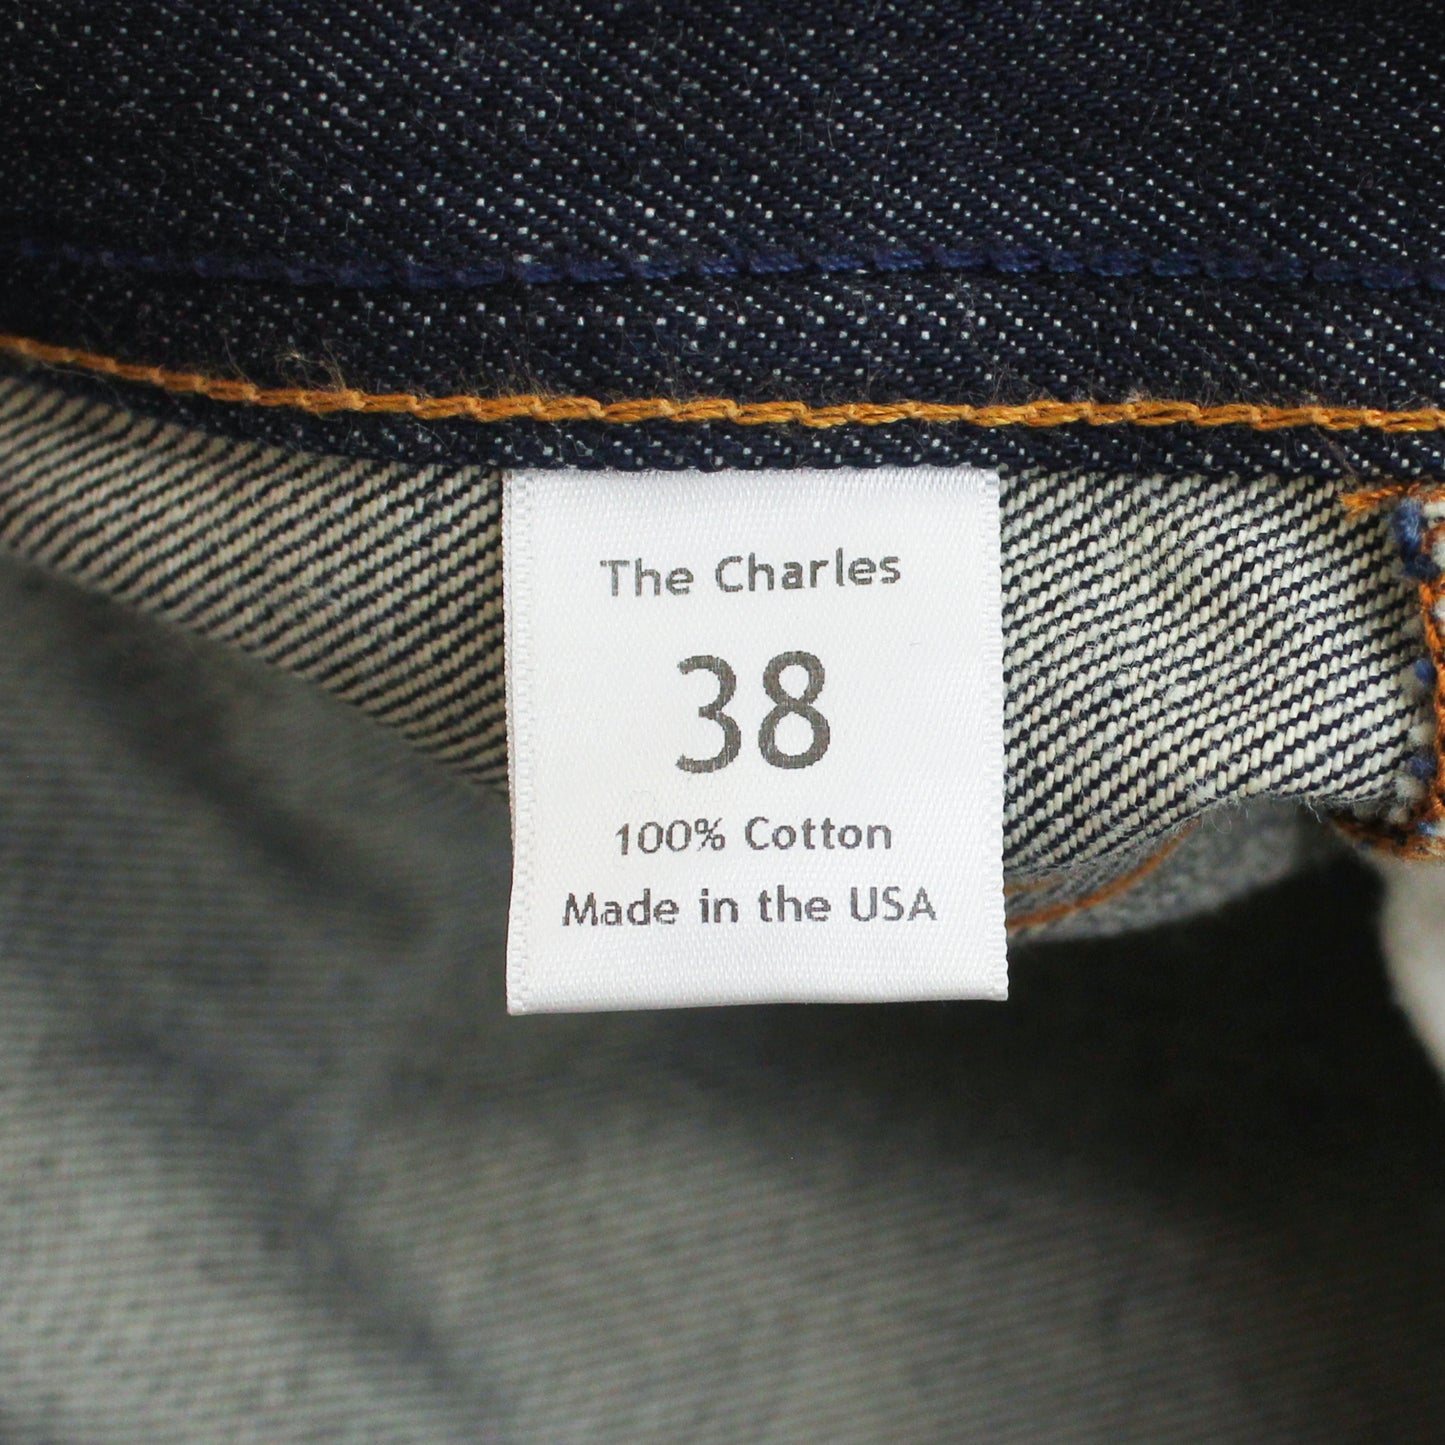 The Charles
38
100% Cotton
Made in the USA